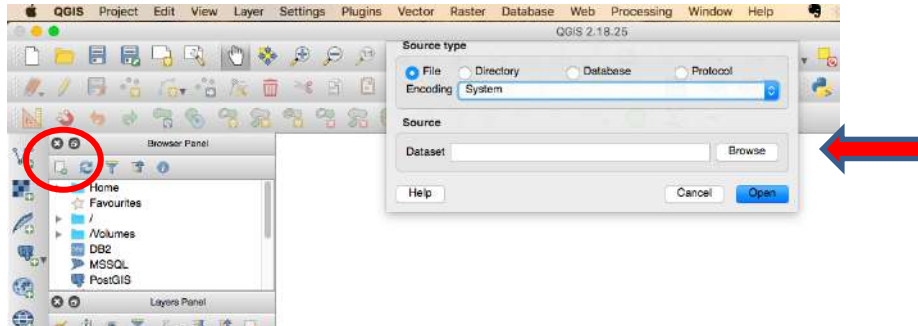 QGIS Project Edit View Layer Settings Plugins Vector Raster Database Web Processing Window Help
QGIS 2.18.25
Source type
File Directory Database Protocol
Encoding System
Source
Dataset Browse
Help Cancel Open
Browser Panel
Home
Favourites
/
/Volumes
DB2
MSSQL
PostGIS
Layers Panel